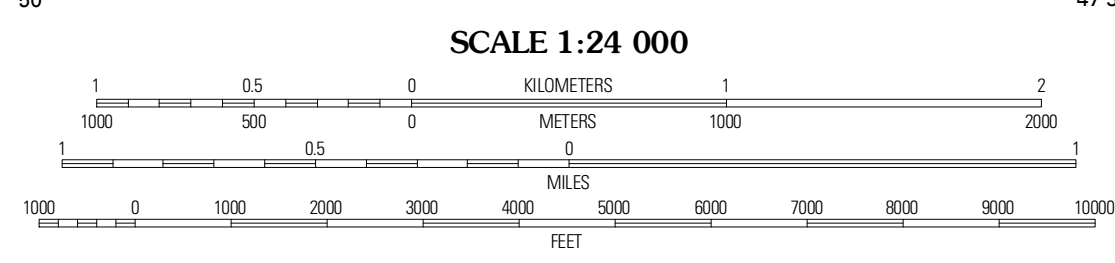 50 47 3
SCALE 1:24 000
1 0.5 0 KILOMETERS 1 2
1000 500 0 METERS 1000 2000
1 0.5 0 1
MILES
1000 0 1000 2000 3000 4000 5000 6000 7000 8000 9000 10000
FEET